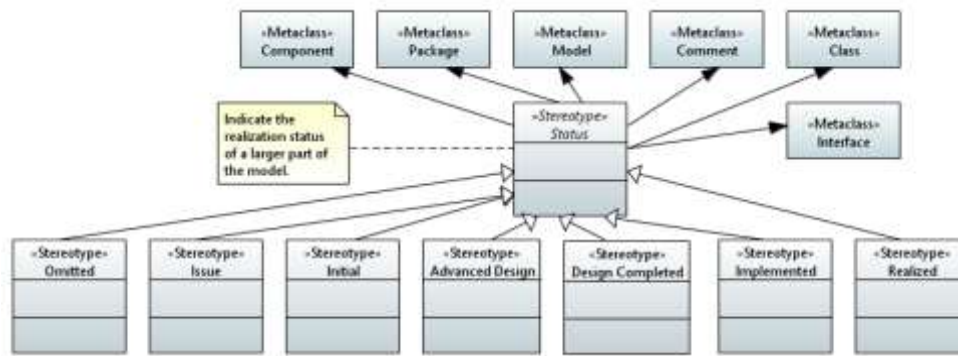 «Metaclass»
Component
«Metaclass»
Package
«Metaclass»
Model
«Metaclass»
Comment
«Metaclass»
Class
Indicate the
realization status
of a larger part of
the model.
«Stereotype»
Status
«Metaclass»
Interface
«Stereotype»
Omitted
«Stereotype»
Issue
«Stereotype»
Initial
«Stereotype»
Advanced Design
«Stereotype»
Design Completed
«Stereotype»
Implemented
«Stereotype»
Realized